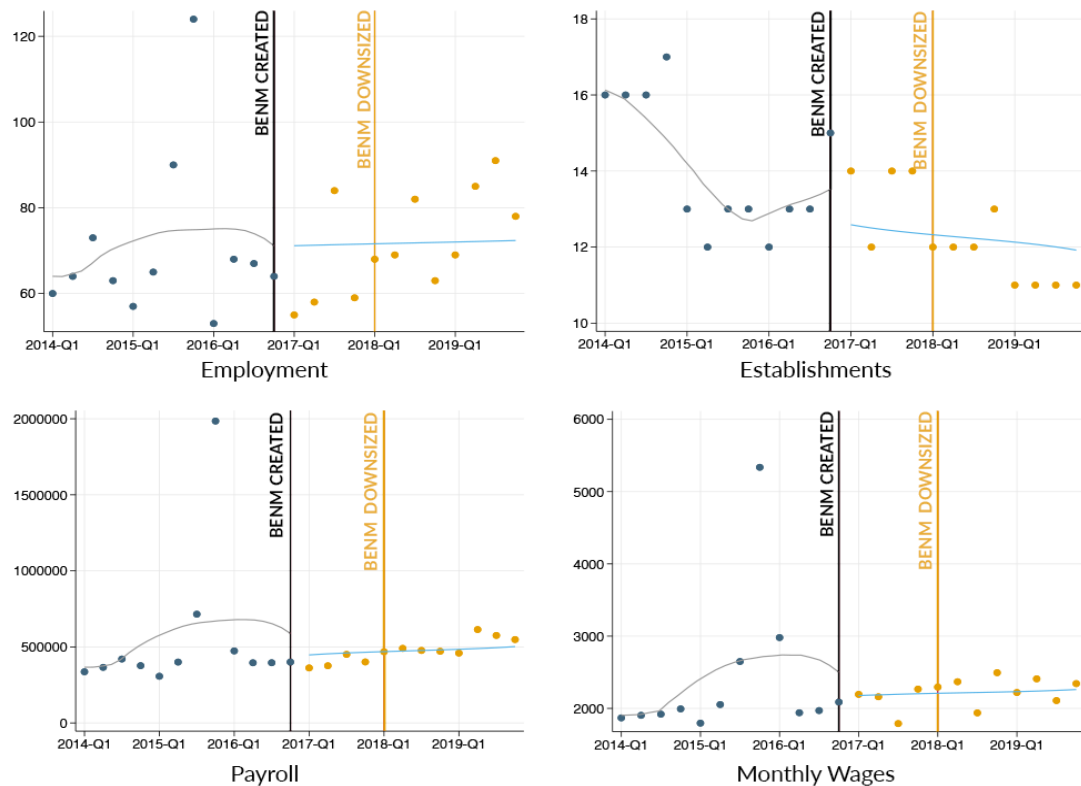 120
100
80
60
BENM CREATED
BENM DOWNSIZED
2014-Q1 2015-Q1 2016-Q1 2017-Q1 2018-Q1 2019-Q1
Employment
18
16
14
12
10
BENM CREATED
BENM DOWNSIZED
2014-Q1 2015-Q1 2016-Q1 2017-Q1 2018-Q1 2019-Q1
Establishments
2000000
1500000
1000000
500000
0
BENM CREATED
BENM DOWNSIZED
2014-Q1 2015-Q1 2016-Q1 2017-Q1 2018-Q1 2019-Q1
Payroll
6000
5000
4000
3000
2000
BENM CREATED
BENM DOWNSIZED
2014-Q1 2015-Q1 2016-Q1 2017-Q1 2018-Q1 2019-Q1
Monthly Wages